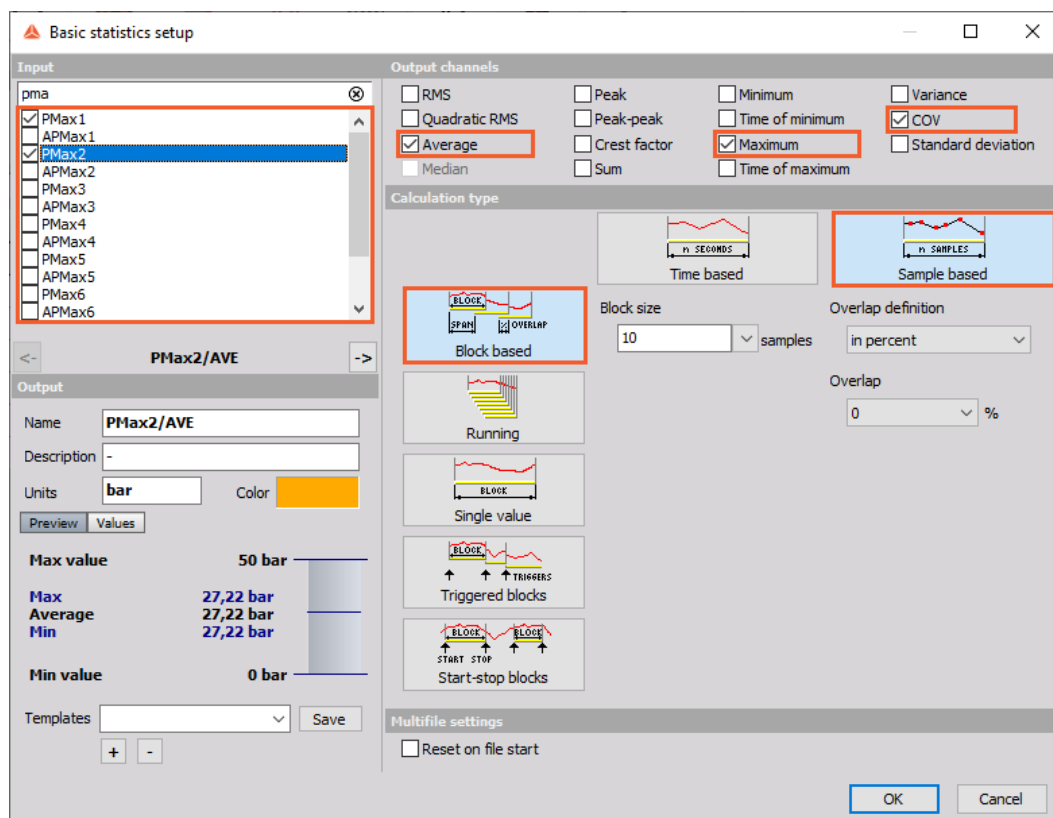 Basic statistics setup
Input
pma
PMax1
APMax1
PMax2
APMax2
PMax3
APMax3
PMax4
APMax4
PMax5
APMax5
PMax6
APMax6
<- PMax2/AVE ->
Output
Name PMax2/AVE
Description -
Units bar Color
Preview Values
Max value 50 bar
Max 27,22 bar
Average 27,22 bar
Min 27,22 bar
Min value 0 bar
Templates Save
+ -
Output channels
RMS Peak Minimum Variance
Quadratic RMS Peak-peak Time of minimum COV
Average Crest factor Maximum Standard deviation
Median Sum Time of maximum
Calculation type
n SECONDS
Time based
n SAMPLES
Sample based
BLOCK
SPAN % OVERLAP
Block based
Block size
10 samples
Overlap definition
in percent
Overlap
0 %
Running
BLOCK
Single value
BLOCK
TRIGGERS
Triggered blocks
BLOCK BLOCK
START STOP
Start-stop blocks
Multifile settings
Reset on file start
OK Cancel